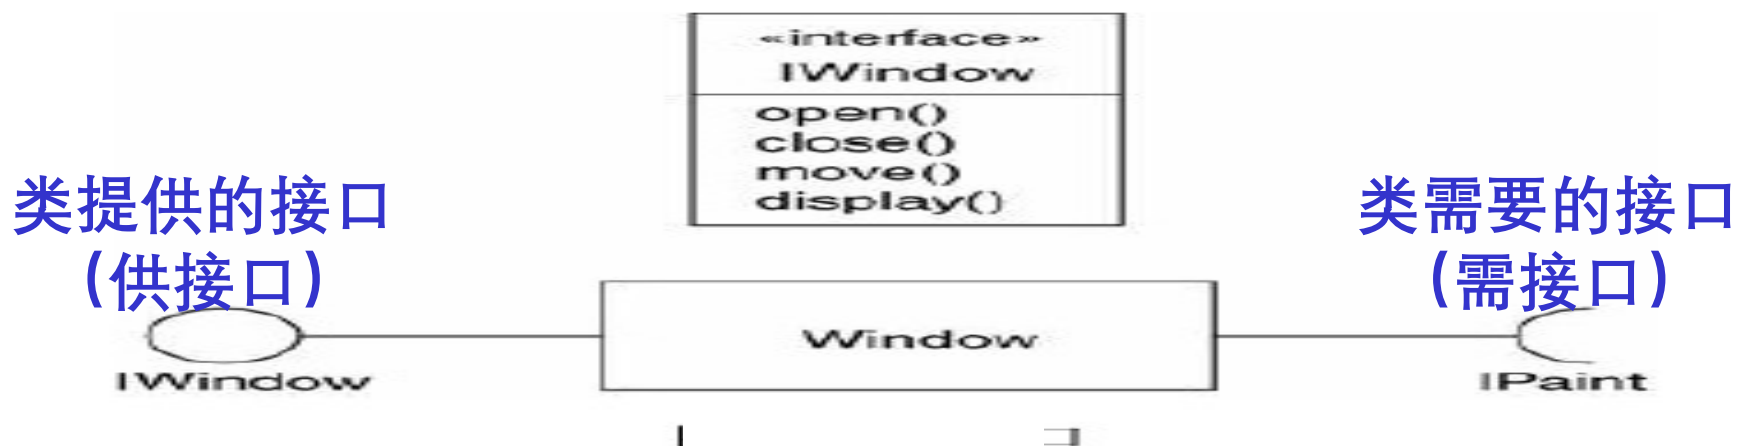 «interface»
IWindow
open()
close()
move()
display()
类提供的接口
(供接口)
类需要的接口
(需接口)
Window
IWindow
IPaint